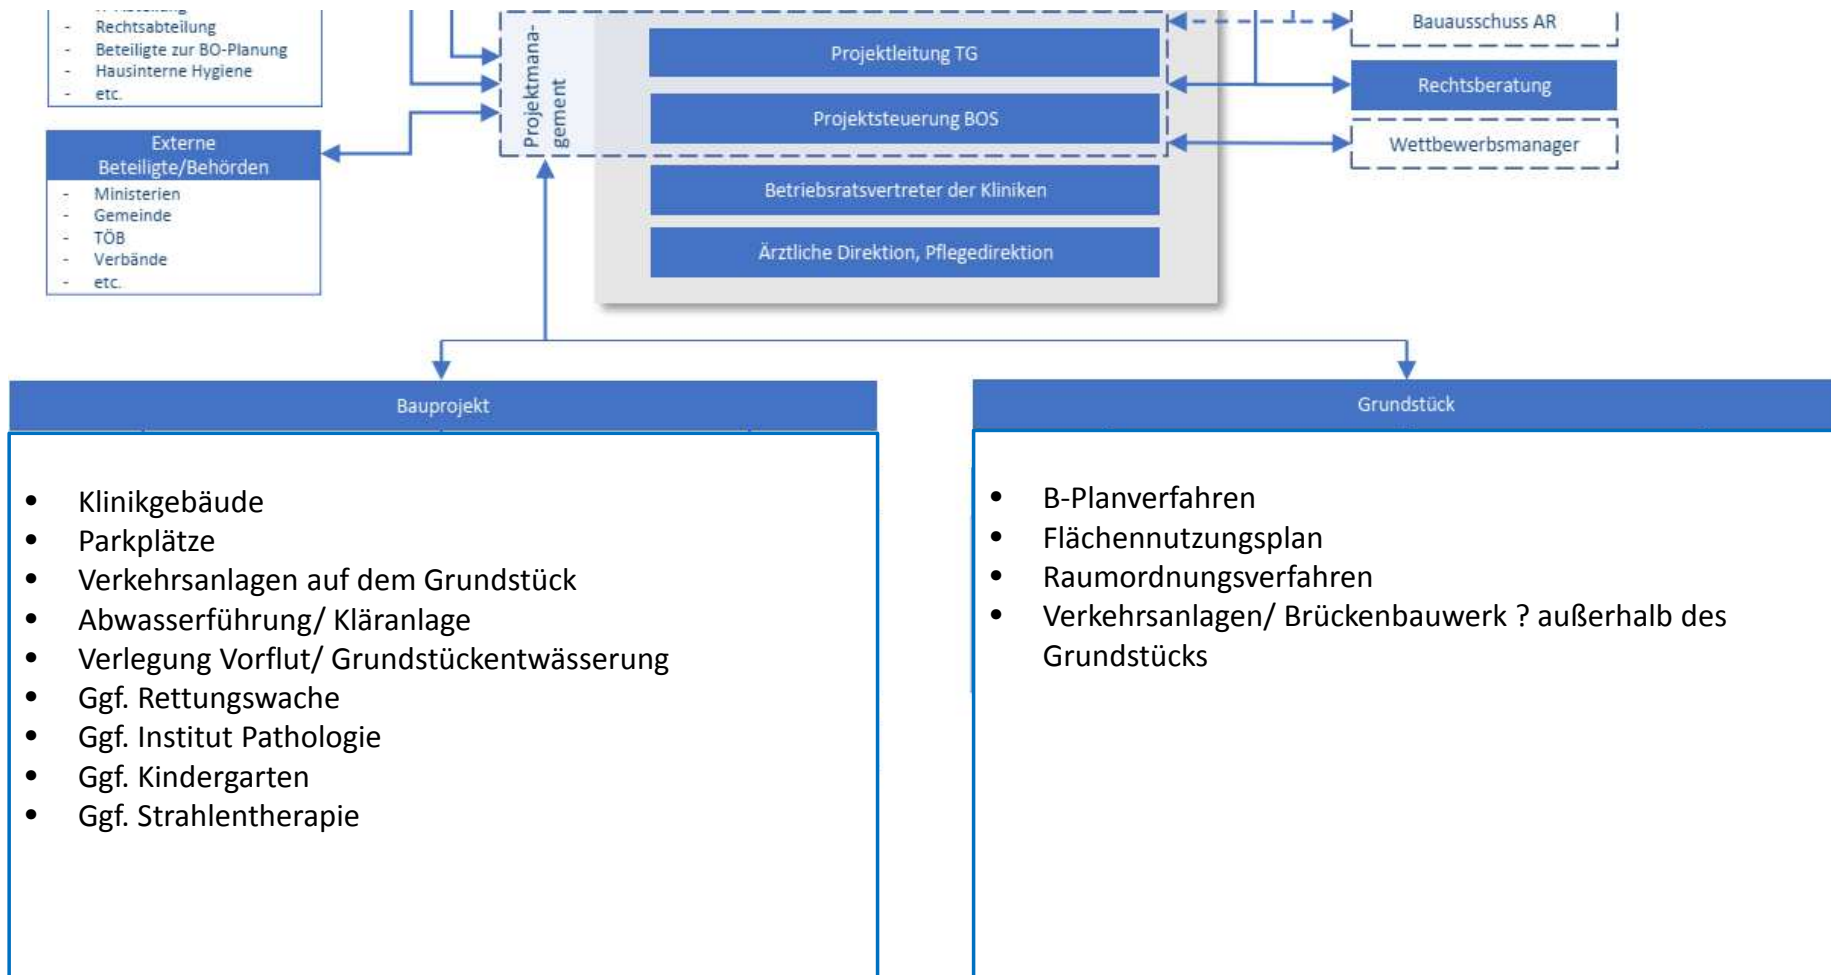 - Rechtsabteilung
- Beteiligte zur BO-Planung
- Hausinterne Hygiene
- etc.
Externe
Beteiligte/Behörden
- Ministerien
- Gemeinde
- TÖB
- Verbände
- etc.
Projektmana-
gement
Projektleitung TG
Projektsteuerung BOS
Betriebsratsvertreter der Kliniken
Ärztliche Direktion, Pflegedirektion
Bauausschuss AR
Rechtsberatung
Wettbewerbsmanager
Bauprojekt
• Klinikgebäude
• Parkplätze
• Verkehrsanlagen auf dem Grundstück
• Abwasserführung/ Kläranlage
• Verlegung Vorflut/ Grundstückentwässerung
• Ggf. Rettungswache
• Ggf. Institut Pathologie
• Ggf. Kindergarten
• Ggf. Strahlentherapie
Grundstück
• B-Planverfahren
• Flächennutzungsplan
• Raumordnungsverfahren
• Verkehrsanlagen/ Brückenbauwerk ? außerhalb des
Grundstücks